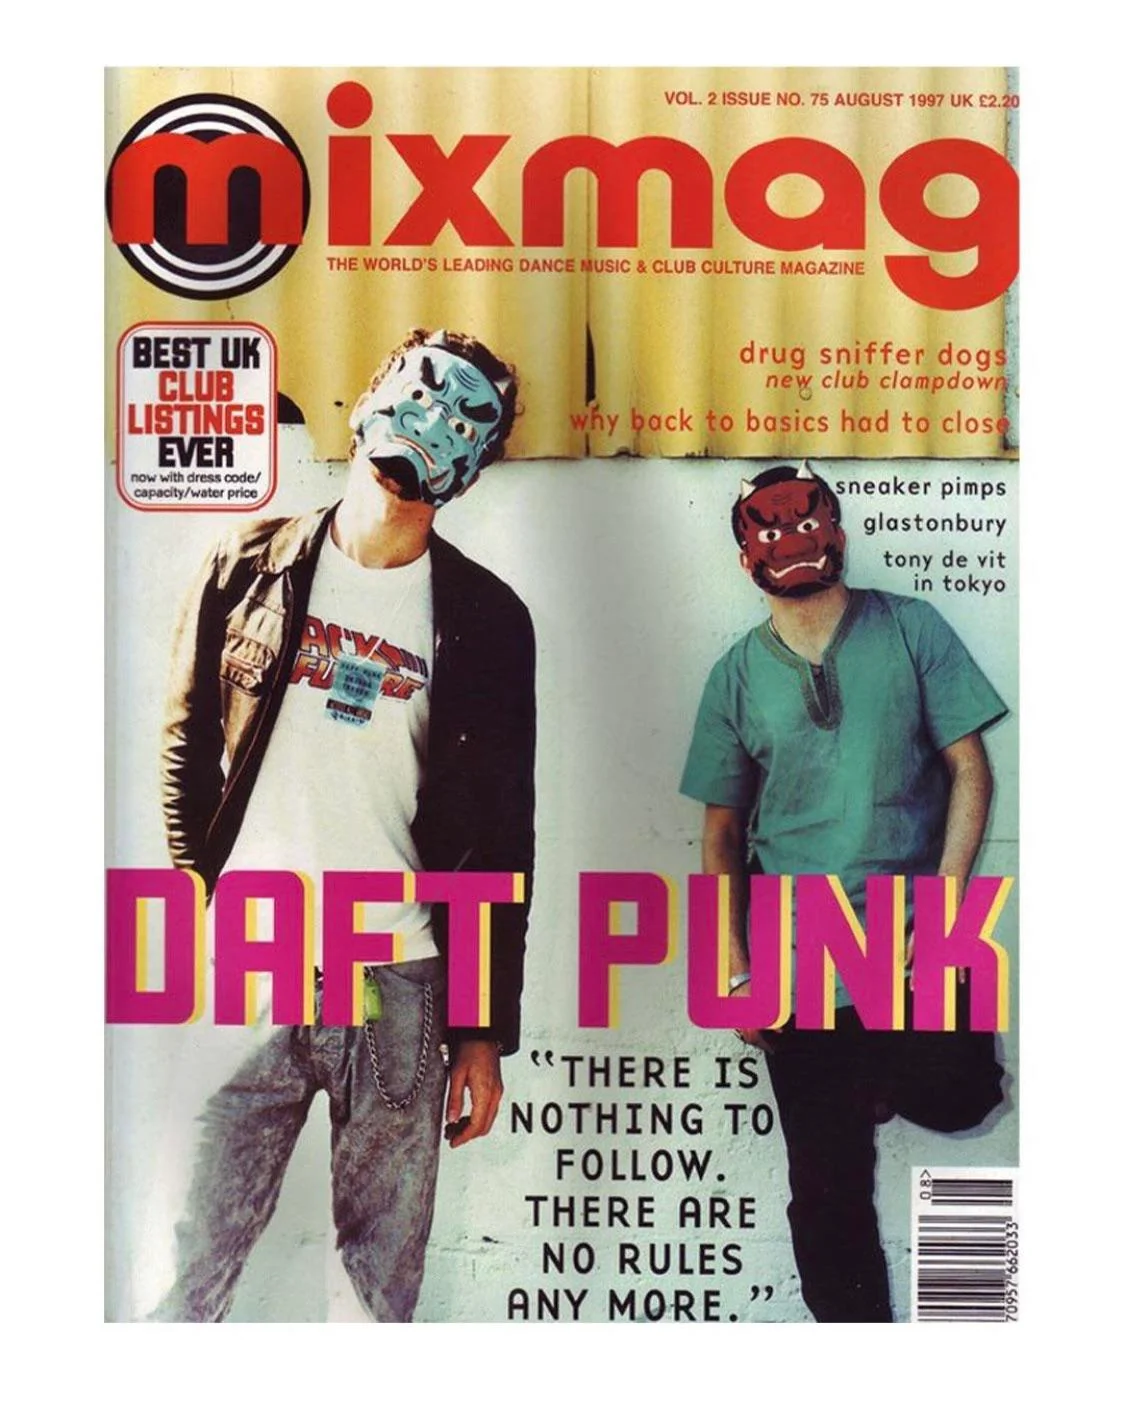 VOL. 2 ISSUE NO. 75 AUGUST 1997 UK £2.20
mixmag
THE WORLD'S LEADING DANCE MUSIC & CLUB CULTURE MAGAZINE
BEST UK
CLUB
LISTINGS
EVER
now with dress code/
capacity/water price
drug sniffer dogs
new club clampdown
why back to basics had to close
sneaker pimps
glastonbury
tony de vit
in tokyo
DAFT PUNK
“THERE IS
NOTHING TO
FOLLOW.
THERE ARE
NO RULES
ANY MORE.”
08>
70957 662033